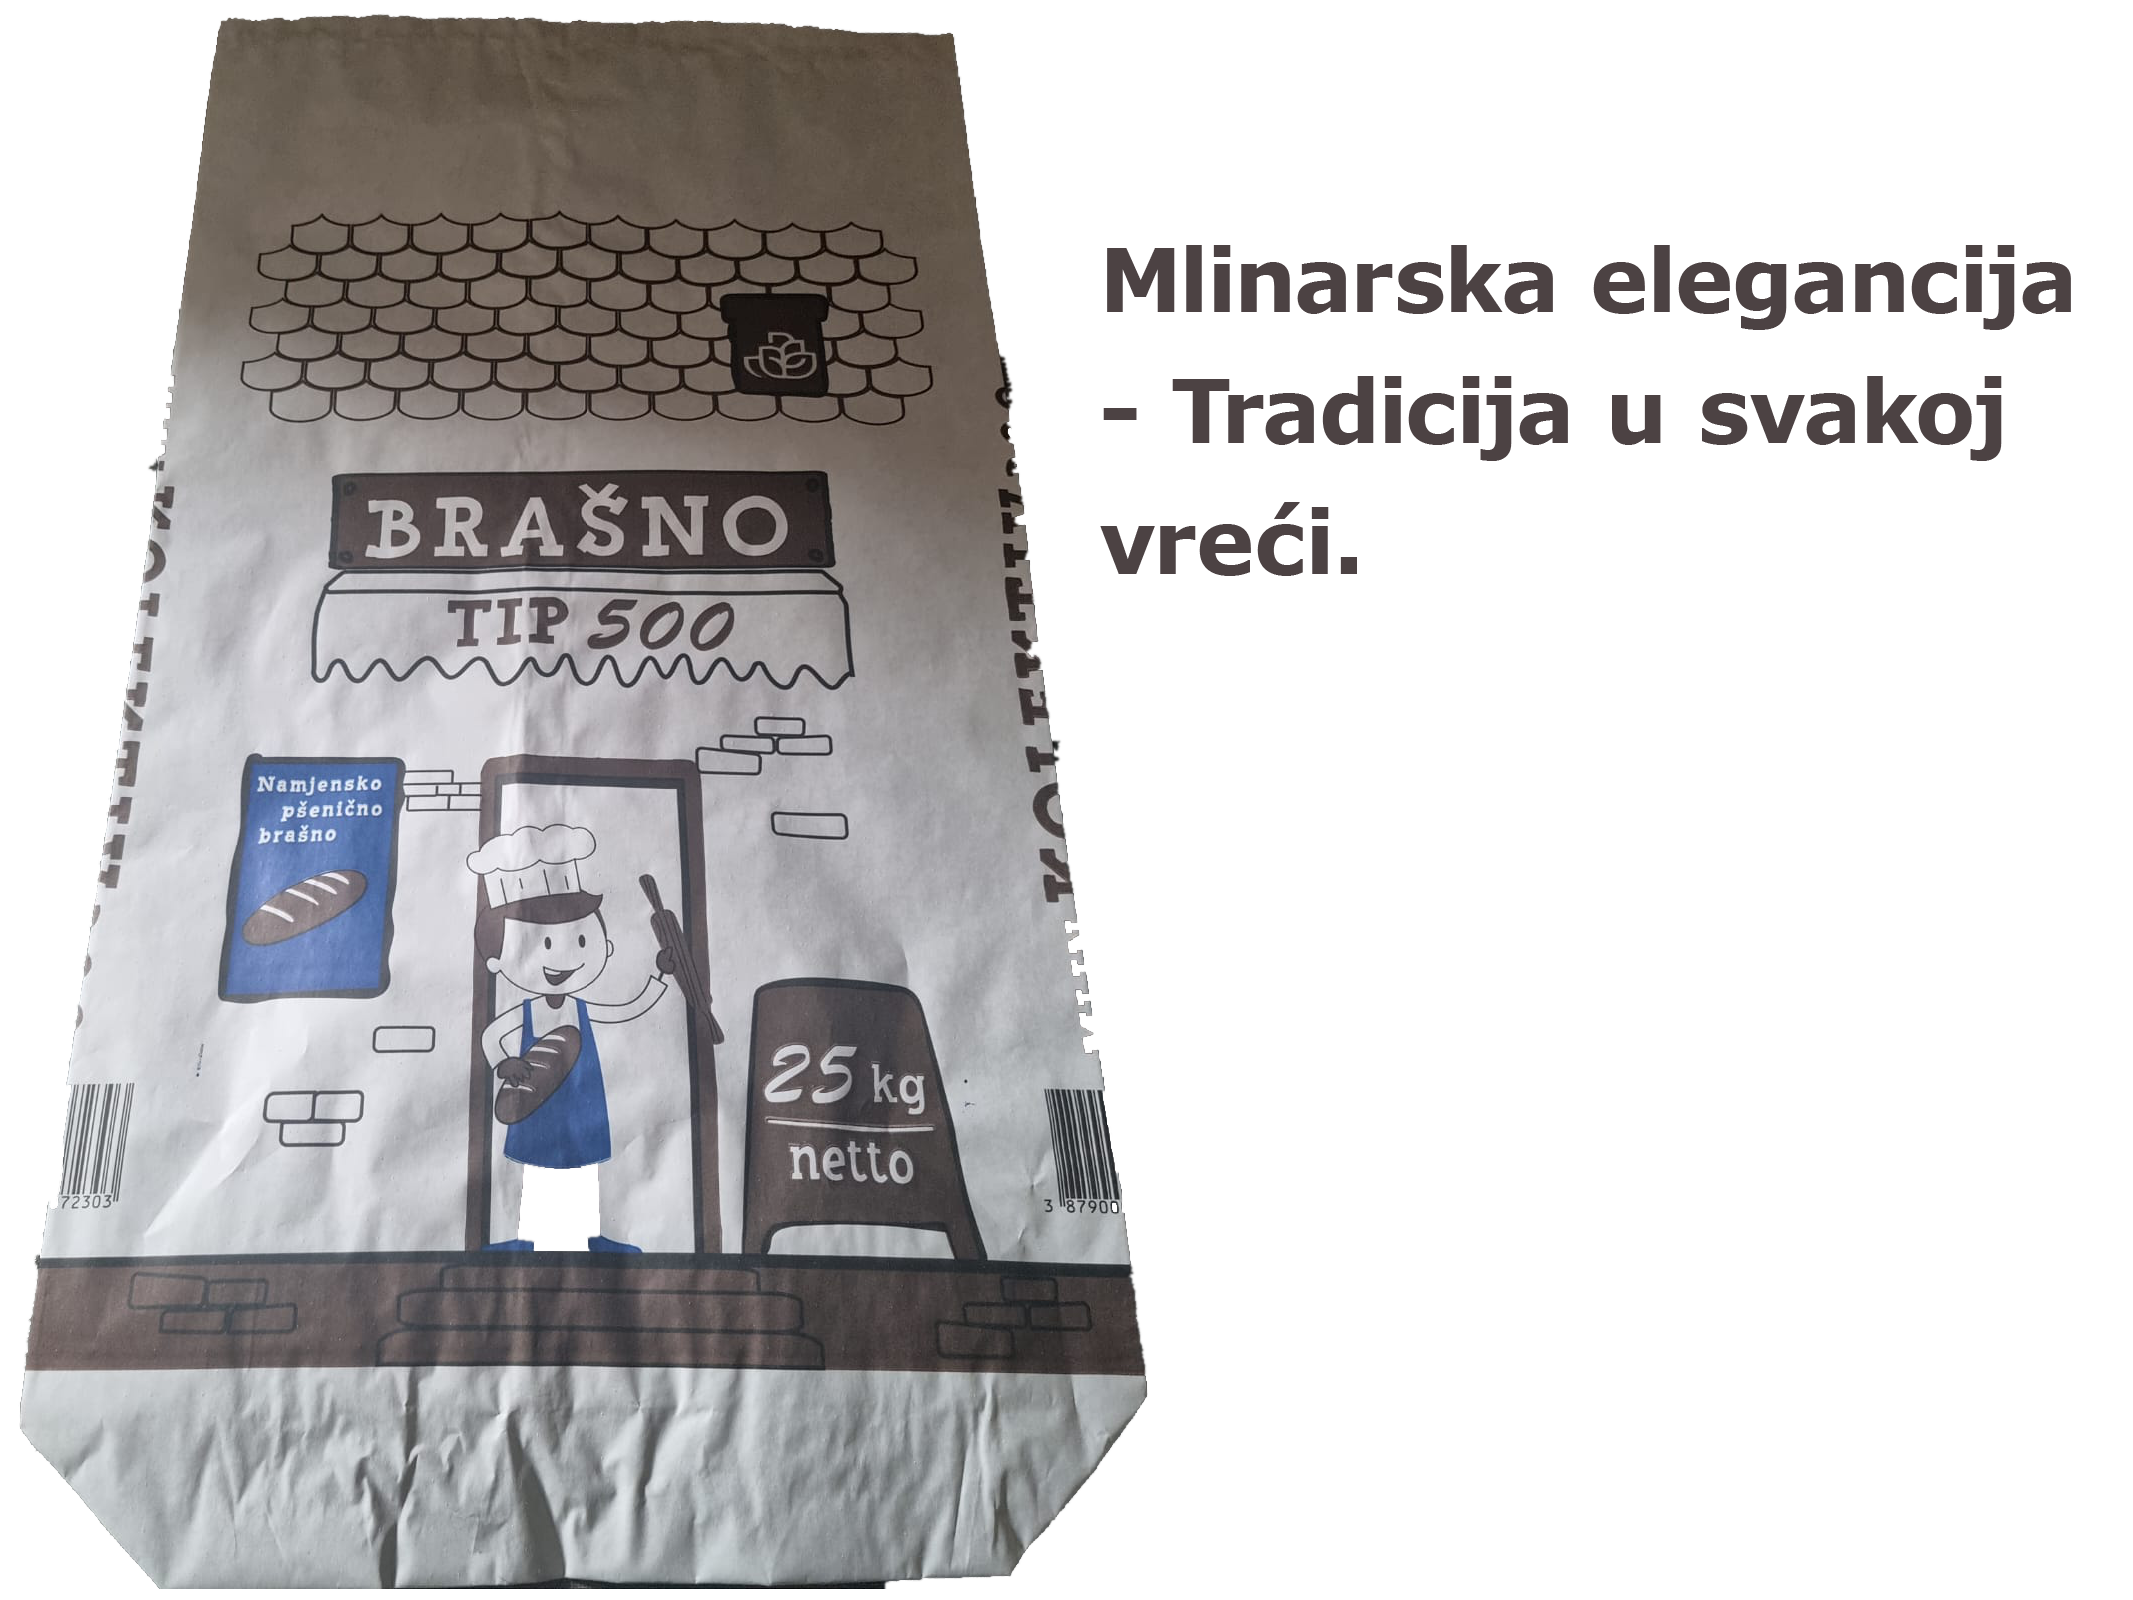 Mlinarska elegancija
- Tradicija u svakoj
vreći.
BRAŠNO
TIP 500
Namjensko
pšenično
brašno
25 kg
netto
72303
3 87900